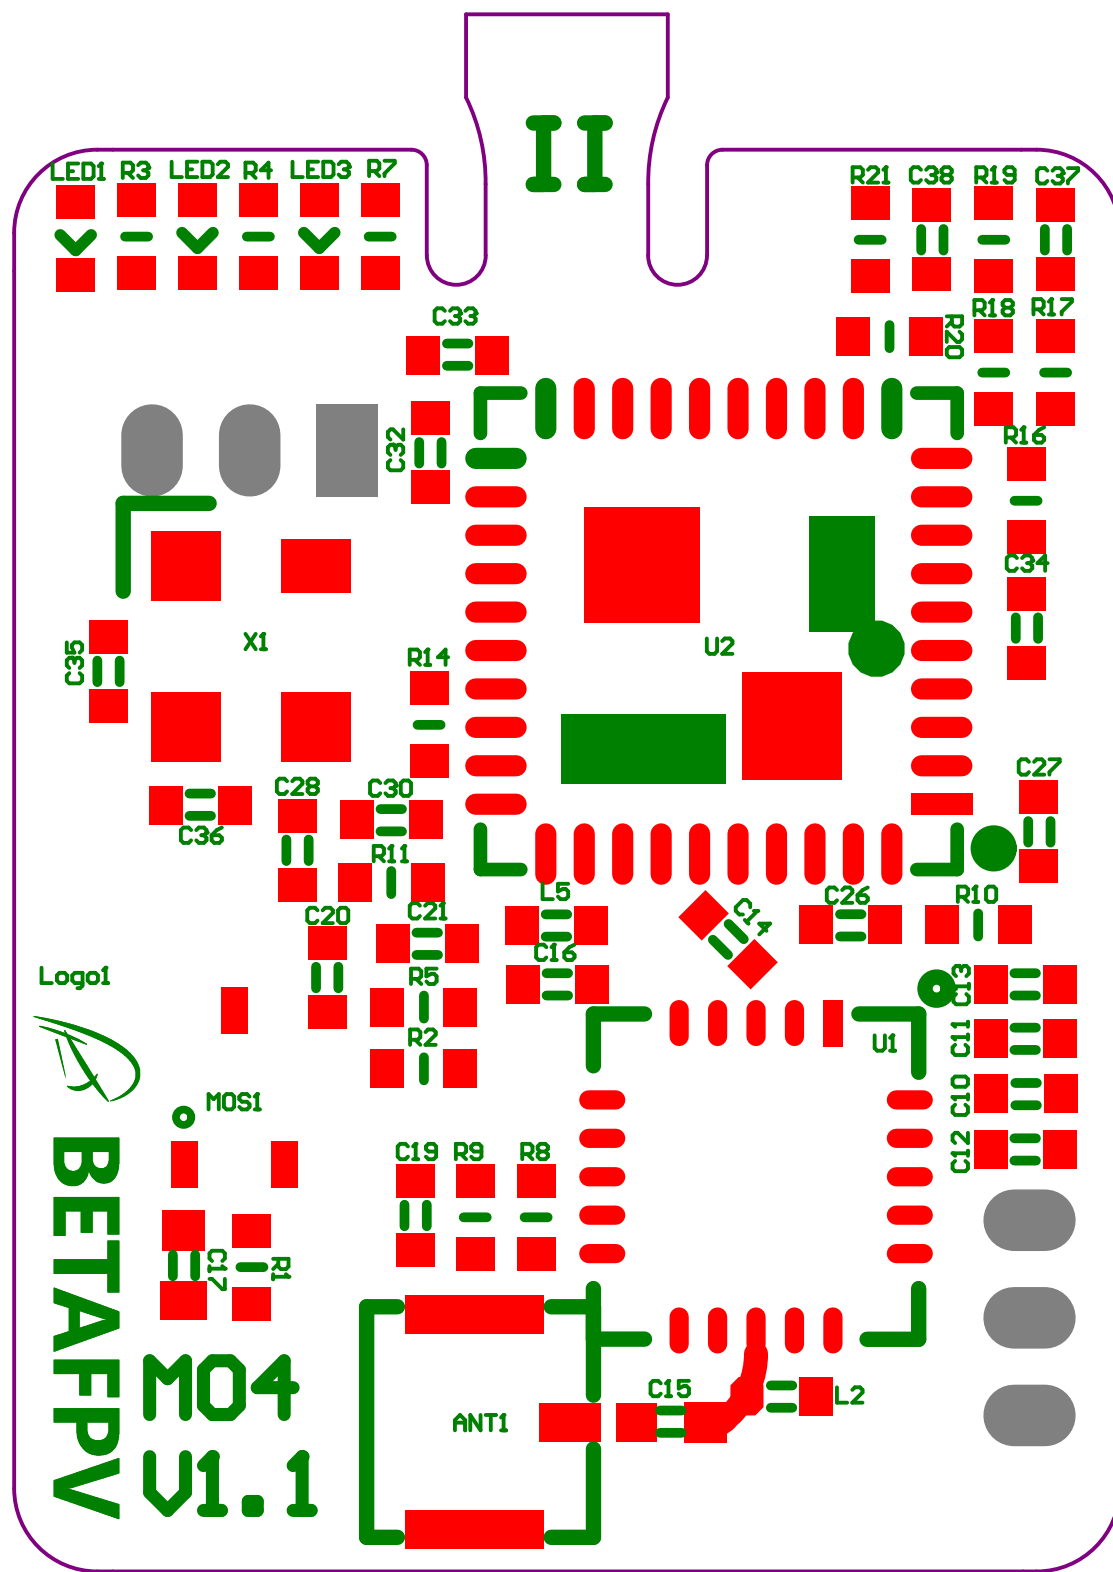 II
LED1 R3 LED2 R4 LED3 R7
R21 C38 R19 C37
C33
R18 R17
R20
C32
R16
C34
X1
U2
C35
R14
C28 C30
C27
C36
R11
L5
C26
R10
C14
C20 C21
C16
Logo1
R5
C13
R2
U1
C11
MOS1
C10
C19 R9 R8
C12
C17
R1
BETAFPV
M04
V1.1
ANT1
C15
L2